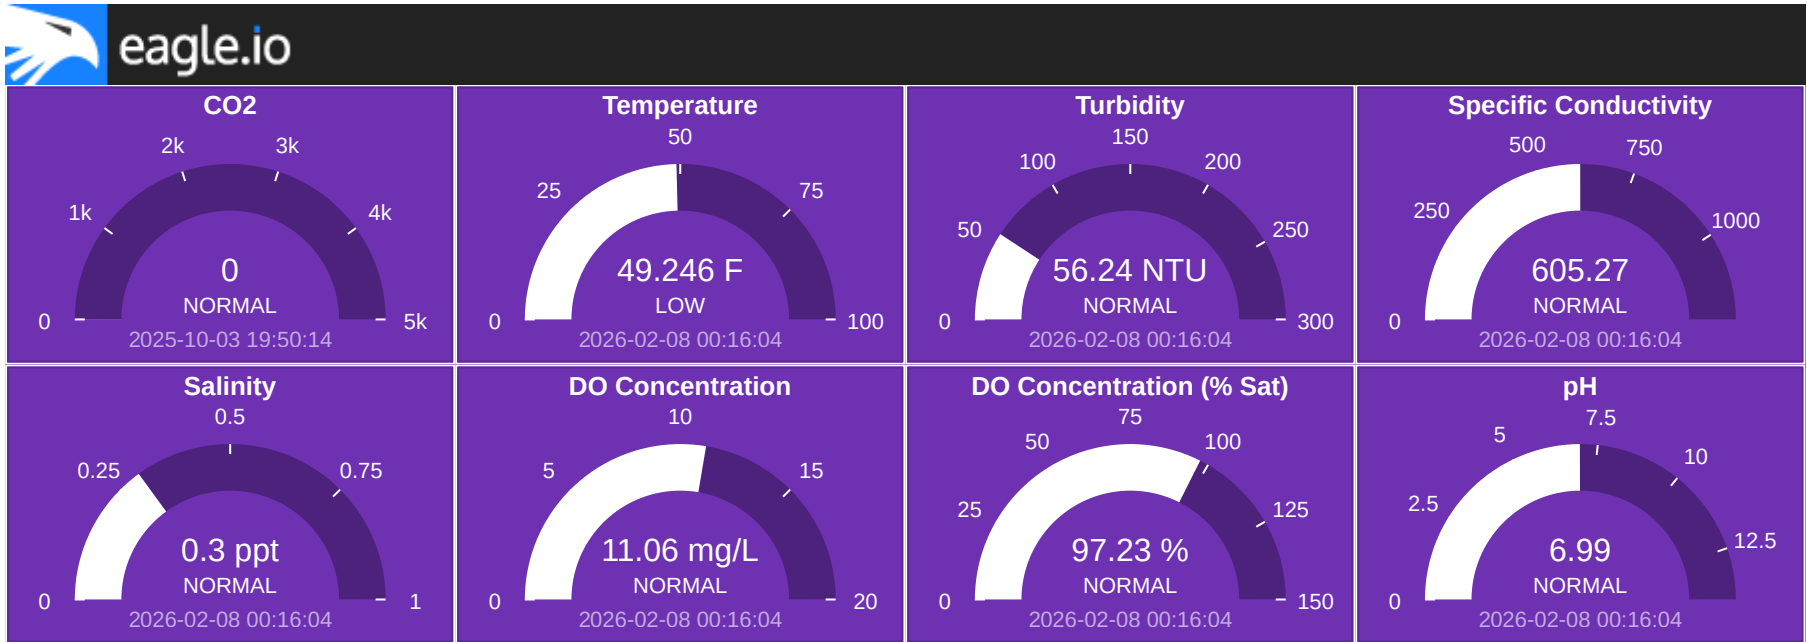 eagle.io
CO2
2k
3k
1k
4k
0
NORMAL
0
5k
2025-10-03 19:50:14
Temperature
50
25
75
49.246 F
LOW
0
100
2026-02-08 00:16:04
Turbidity
150
100
200
50
250
56.24 NTU
NORMAL
0
300
2026-02-08 00:16:04
Specific Conductivity
500
750
250
1000
605.27
NORMAL
0
2026-02-08 00:16:04
Salinity
0.5
0.25
0.75
0.3 ppt
NORMAL
0
1
2026-02-08 00:16:04
DO Concentration
10
5
15
11.06 mg/L
NORMAL
0
20
2026-02-08 00:16:04
DO Concentration (% Sat)
75
50
100
25
125
97.23 %
NORMAL
0
150
2026-02-08 00:16:04
pH
7.5
5
10
2.5
12.5
6.99
NORMAL
0
2026-02-08 00:16:04